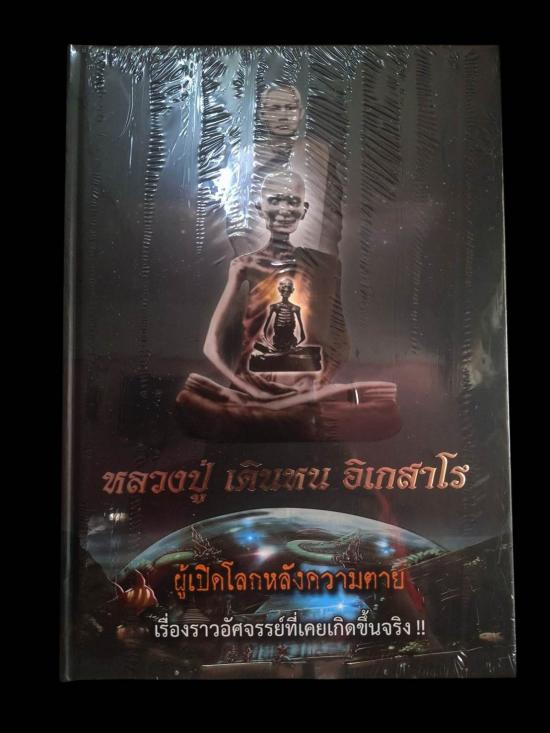 หลวงปู่ เดินหน อิเกสาโร
ผู้เปิดโลกหลังความตาย
เรื่องราวอัศจรรย์ที่เคยเกิดขึ้นจริง !!